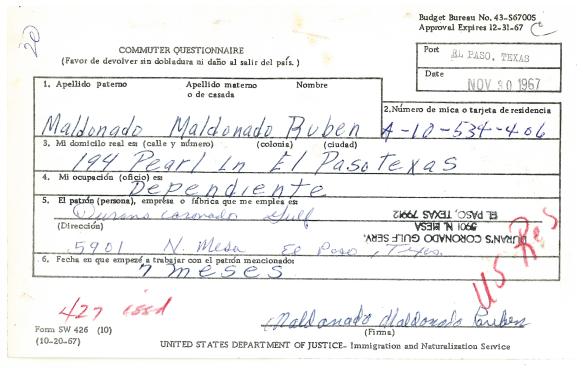 Budget Bureau No. 43-S67005
Approval Expires 12-31-67
20
C
COMMUTER QUESTIONNAIRE
(Favor de devolver sin dobladura ni daño al salir del país.)
Port
EL PASO, TEXAS
Date
NOV 30 1967
1. Apellido paterno Apellido materno o de casada Nombre
Maldonado Maldonado Ruben
2. Número de mica o tarjeta de residencia
A-10-534-406
3. Mi domicilio real en (calle y número) (colonia) (ciudad)
194 Pearl Ln El Paso Texas
4. Mi ocupación (oficio) es:
Dependiente
5. El patrón (persona), empresa o fábrica que me emplea es:
Durans Coronado Gulf
(Dirección)
5901 N. Mesa El Paso, Texas
DURAN'S CORONADO GULF SERV.
5901 N. MESA
EL PASO, TEXAS 79912
6. Fecha en que empezé a trabajar con el patrón mencionado:
7 meses
US Res
427 issd
Maldonado Maldonado Ruben
(Firma)
Form SW 426 (10)
(10-20-67)
UNITED STATES DEPARTMENT OF JUSTICE- Immigration and Naturalization Service